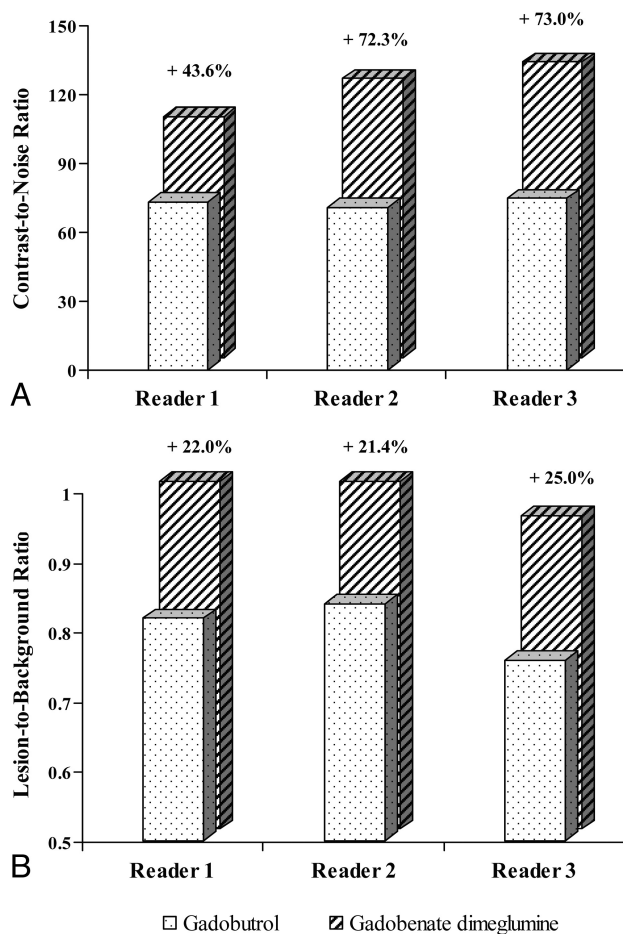 150
+ 73.0%
+ 72.3%
+ 43.6%
120
90
60
30
0
Contrast-to-Noise Ratio
A
Reader 1 Reader 2 Reader 3
+ 22.0% + 21.4%
+ 25.0%
1
0.9
0.8
0.7
0.6
0.5
Lesion-to-Background Ratio
B
Reader 1 Reader 2 Reader 3
Gadobutrol Gadobenate dimeglumine